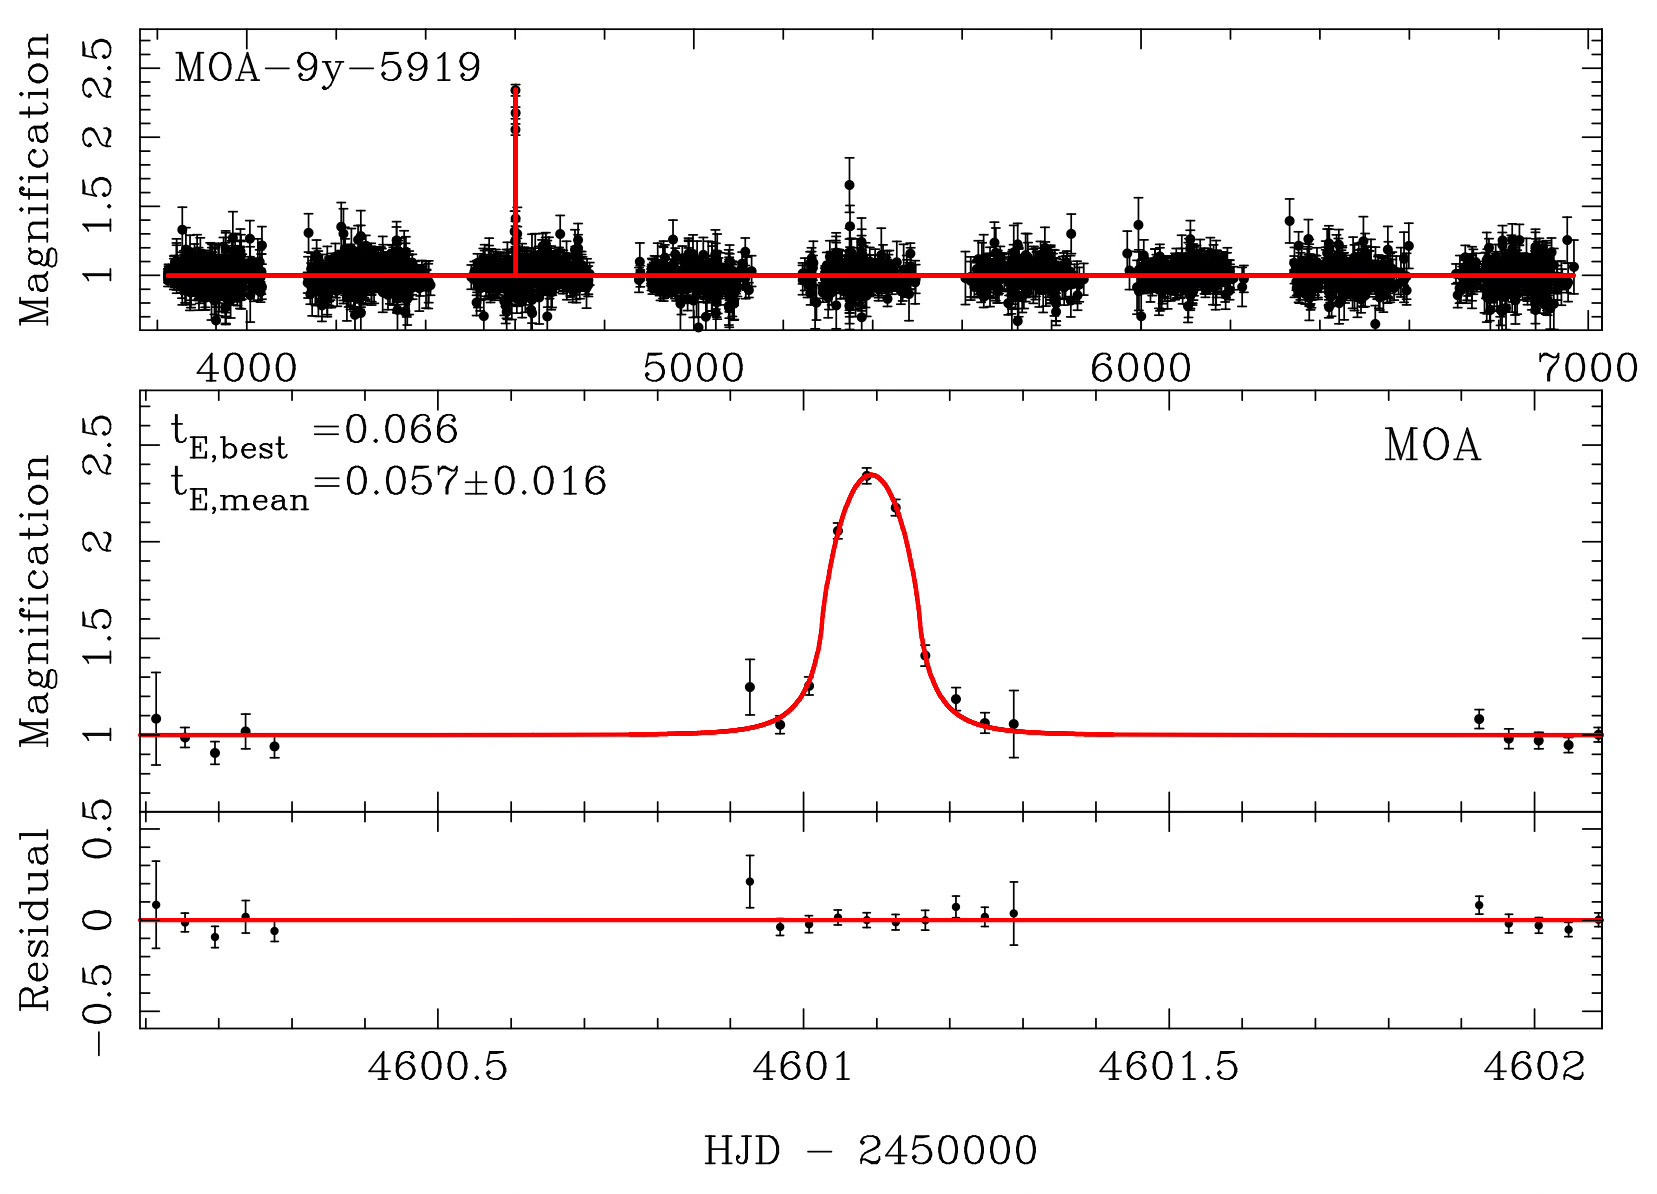 MOA-9y-5919
Magnification
2.5
2
1.5
1
4000 5000 6000 7000
t_E,best =0.066
t_E,mean=0.057±0.016
MOA
Magnification
2.5
2
1.5
1
0.5
Residual
0
-0.5
4600.5 4601 4601.5 4602
HJD - 2450000